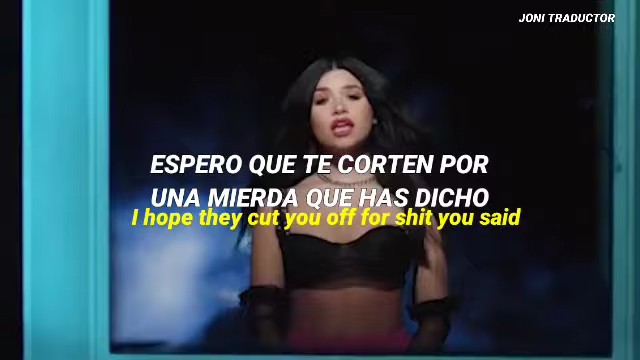 JONI TRADUCTOR
ESPERO QUE TE CORTEN POR
UNA MIERDA QUE HAS DICHO
I hope they cut you off for shit you said